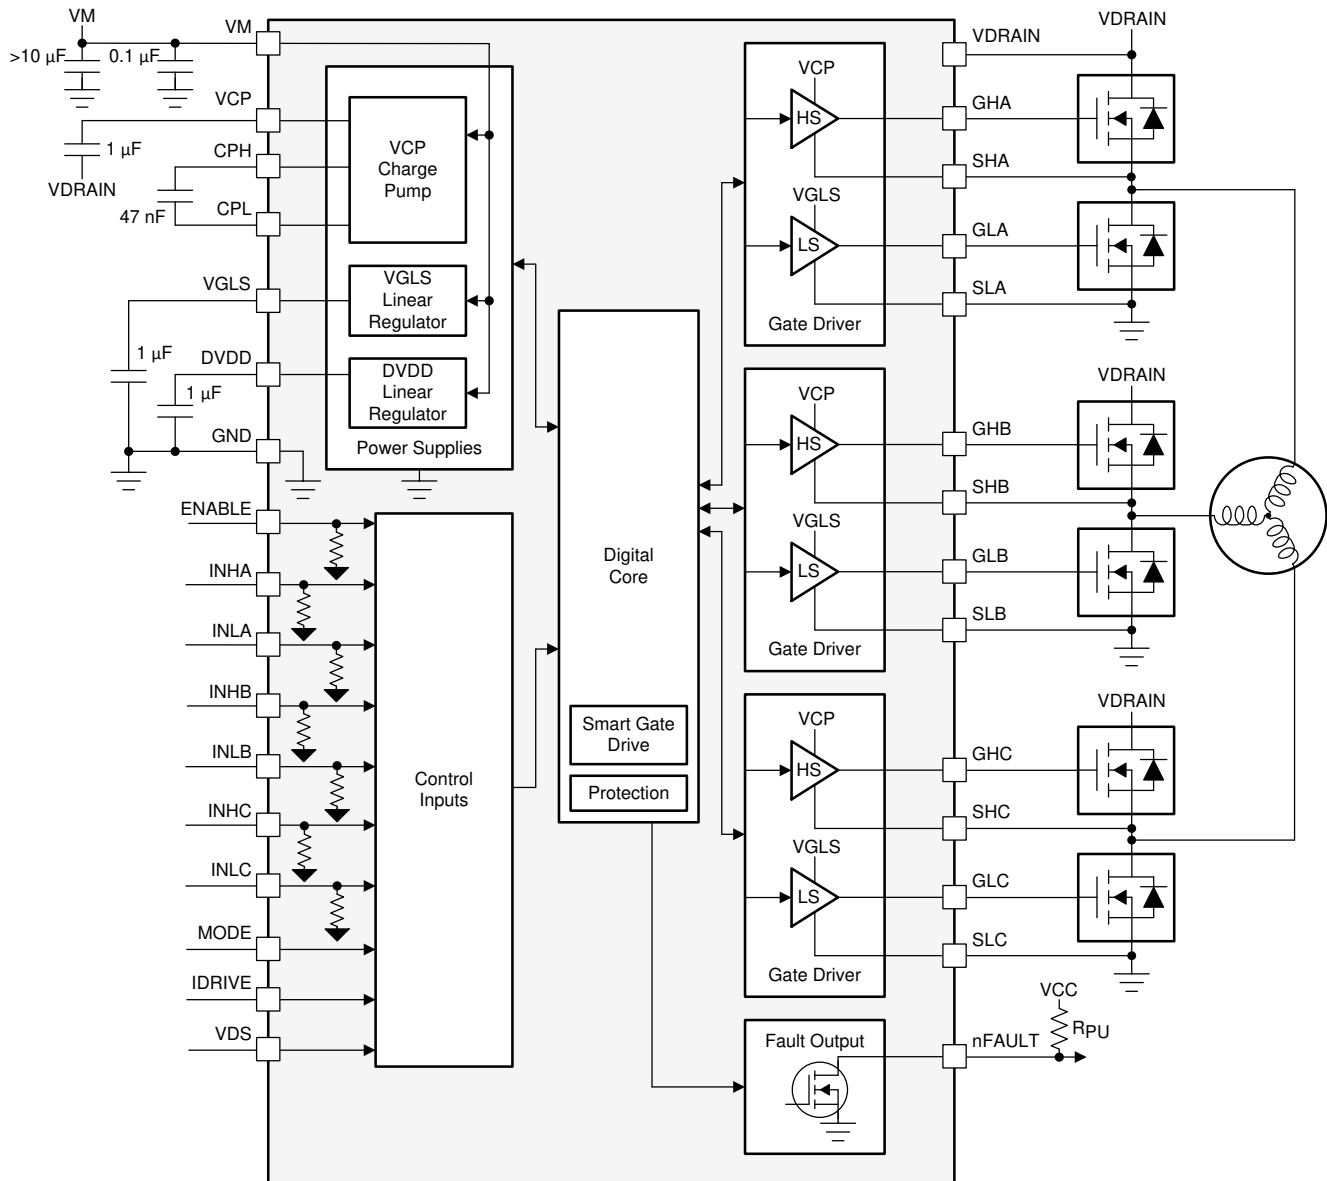 VM
>10 µF
0.1 µF
VM
VCP
1 µF
VDRAIN
CPH
47 nF
CPL
VGLS
1 µF
DVDD
1 µF
GND
VCP
Charge
Pump
VGLS
Linear
Regulator
DVDD
Linear
Regulator
Power Supplies
ENABLE
INHA
INLA
INHB
INLB
INHC
INLC
MODE
IDRIVE
VDS
Control
Inputs
Digital
Core
Smart Gate
Drive
Protection
VCP
HS
VGLS
LS
Gate Driver
VCP
HS
VGLS
LS
Gate Driver
VCP
HS
VGLS
LS
Gate Driver
Fault Output
VDRAIN
GHA
SHA
GLA
SLA
VDRAIN
VDRAIN
GHB
SHB
GLB
SLB
VDRAIN
GHC
SHC
GLC
SLC
VCC
RPU
nFAULT